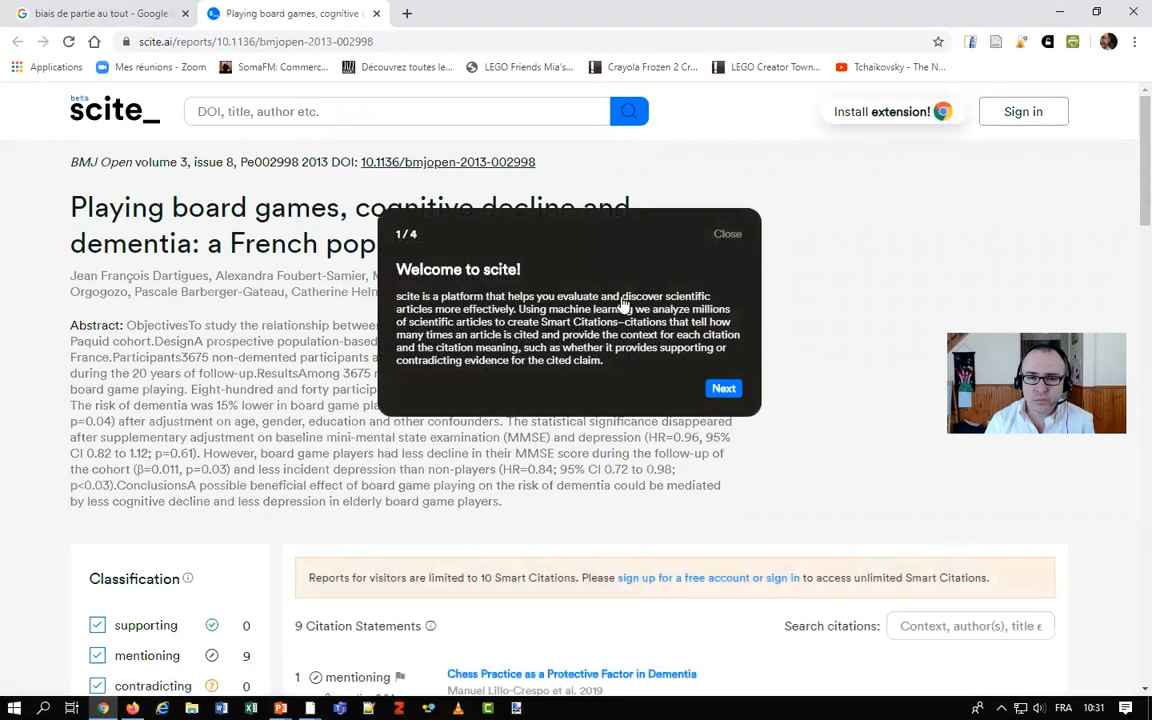 biais de partie au tout - Google
Playing board games, cognitive
scite.ai/reports/10.1136/bmjopen-2013-002998
Applications
Mes réunions - Zoom
SomaFM: Commerc...
Découvrez toutes le...
LEGO Friends Mia's...
Crayola Frozen 2 Cr...
LEGO Creator Town...
Tchaikovsky - The N...
beta
scite_
DOI, title, author etc.
Install extension!
Sign in
BMJ Open volume 3, issue 8, Pe002998 2013 DOI: 10.1136/bmjopen-2013-002998
Playing board games, cognitive decline and
dementia: a French pop
Jean François Dartigues, Alexandra Foubert-Samier,
Orgogozo, Pascale Barberger-Gateau, Catherine Helm
Abstract: ObjectivesTo study the relationship between
Paquid cohort.DesignA prospective population-based
France.Participants3675 non-demented participants a
during the 20 years of follow-up.ResultsAmong 3675
board game playing. Eight-hundred and forty particip
The risk of dementia was 15% lower in board game pla
p=0.04) after adjustment on age, gender, education and other confounders. The statistical significance disappeared
after supplementary adjustment on baseline mini-mental state examination (MMSE) and depression (HR=0.96, 95%
CI 0.82 to 1.12; p=0.61). However, board game players had less decline in their MMSE score during the follow-up of
the cohort (β=0.011, p=0.03) and less incident depression than non-players (HR=0.84; 95% CI 0.72 to 0.98;
p<0.03).ConclusionsA possible beneficial effect of board game playing on the risk of dementia could be mediated
by less cognitive decline and less depression in elderly board game players.
1 / 4
Close
Welcome to scite!
scite is a platform that helps you evaluate and discover scientific
articles more effectively. Using machine learning we analyze millions
of scientific articles to create Smart Citations–citations that tell how
many times an article is cited and provide the context for each citation
and the citation meaning, such as whether it provides supporting or
contradicting evidence for the cited claim.
Next
Classification
supporting 0
mentioning 9
contradicting 0
Reports for visitors are limited to 10 Smart Citations. Please sign up for a free account or sign in to access unlimited Smart Citations.
9 Citation Statements
Search citations:
Context, author(s), title e
1 mentioning
Chess Practice as a Protective Factor in Dementia
Manuel Lillo-Crespo et al. 2019
FRA
10:31